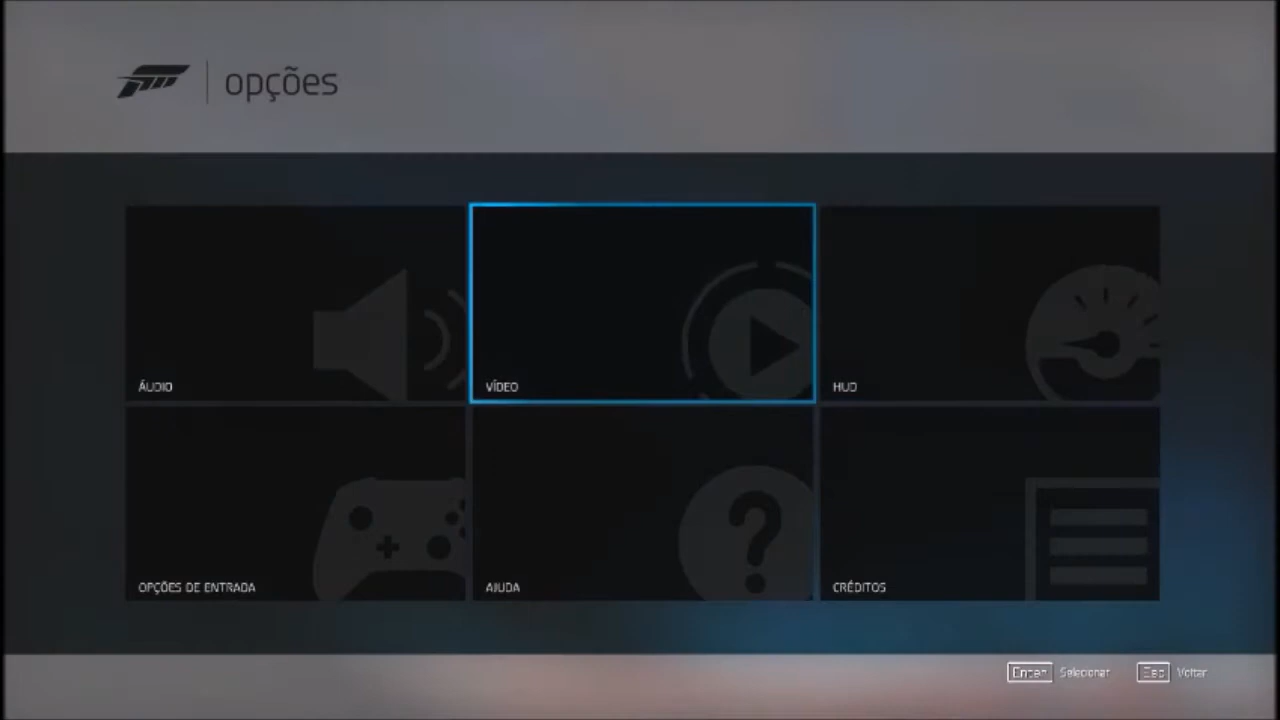 opções
ÁUDIO
VÍDEO
HUD
OPÇÕES DE ENTRADA
AJUDA
CRÉDITOS
Enter Selecionar Esc Voltar